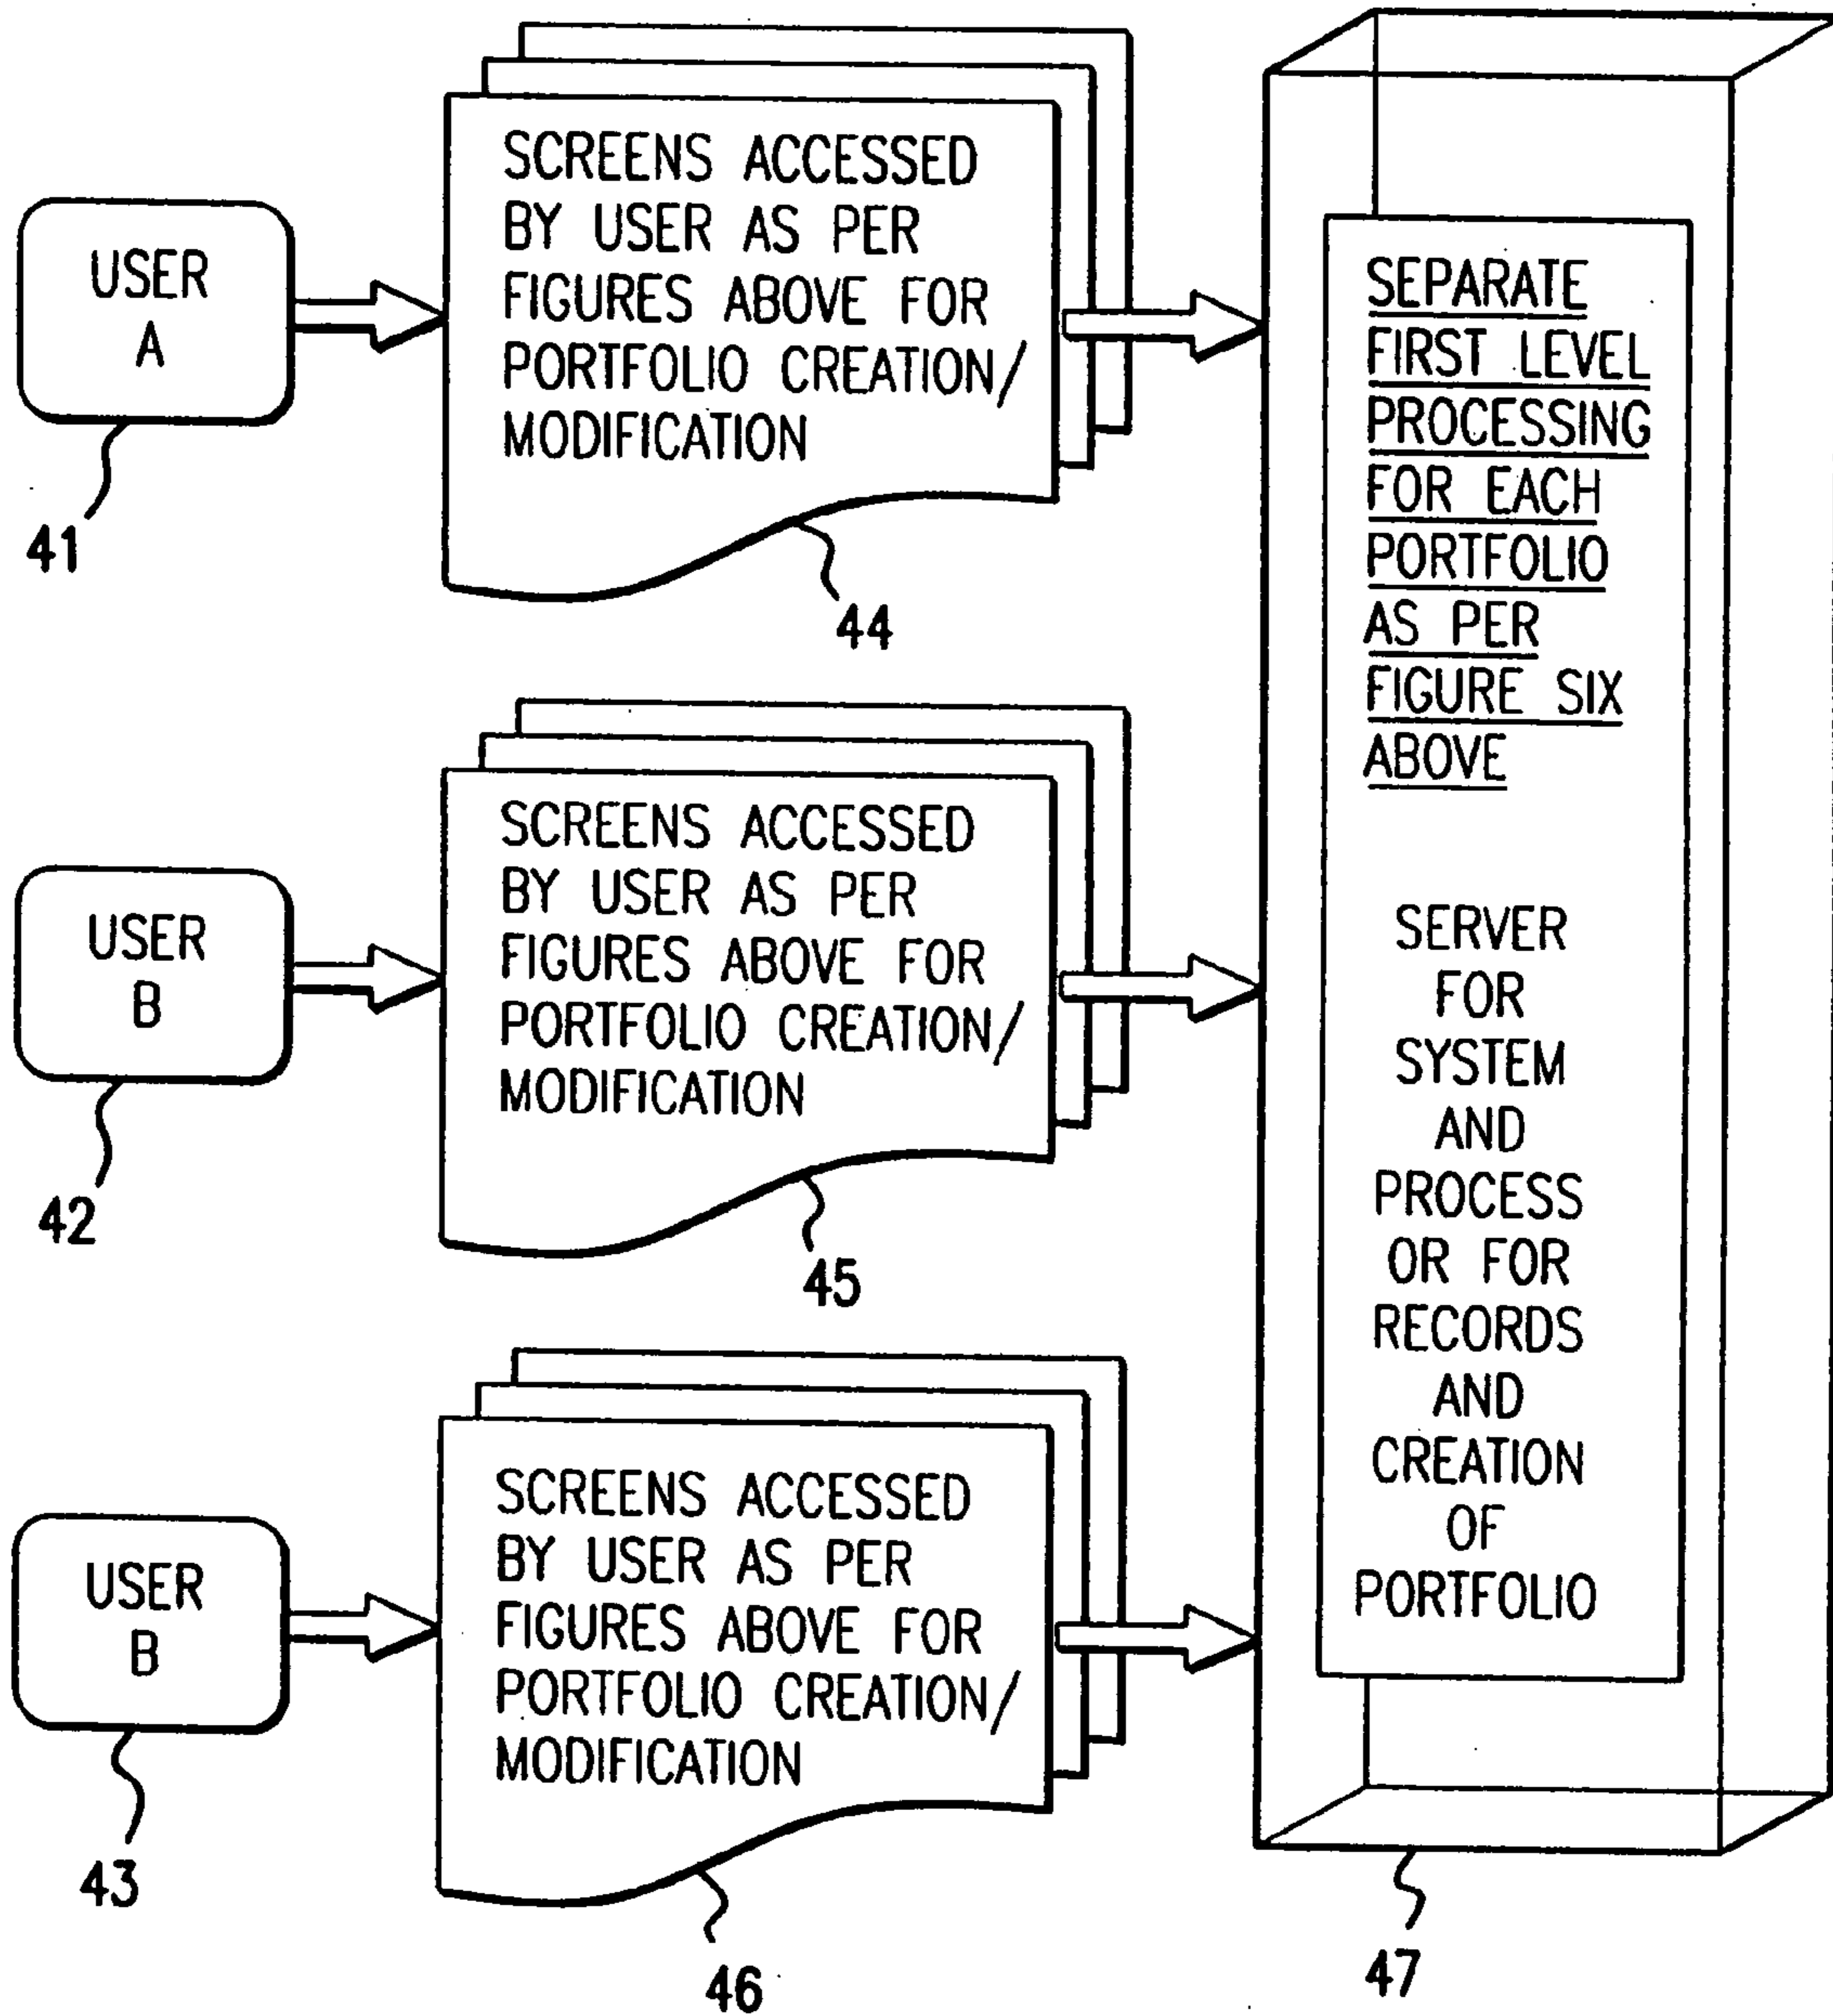 USER
A
41
SCREENS ACCESSED
BY USER AS PER
FIGURES ABOVE FOR
PORTFOLIO CREATION/
MODIFICATION
44
USER
B
42
SCREENS ACCESSED
BY USER AS PER
FIGURES ABOVE FOR
PORTFOLIO CREATION/
MODIFICATION
45
USER
B
43
SCREENS ACCESSED
BY USER AS PER
FIGURES ABOVE FOR
PORTFOLIO CREATION/
MODIFICATION
46
SEPARATE
FIRST LEVEL
PROCESSING
FOR EACH
PORTFOLIO
AS PER
FIGURE SIX
ABOVE
SERVER
FOR
SYSTEM
AND
PROCESS
OR FOR
RECORDS
AND
CREATION
OF
PORTFOLIO
47